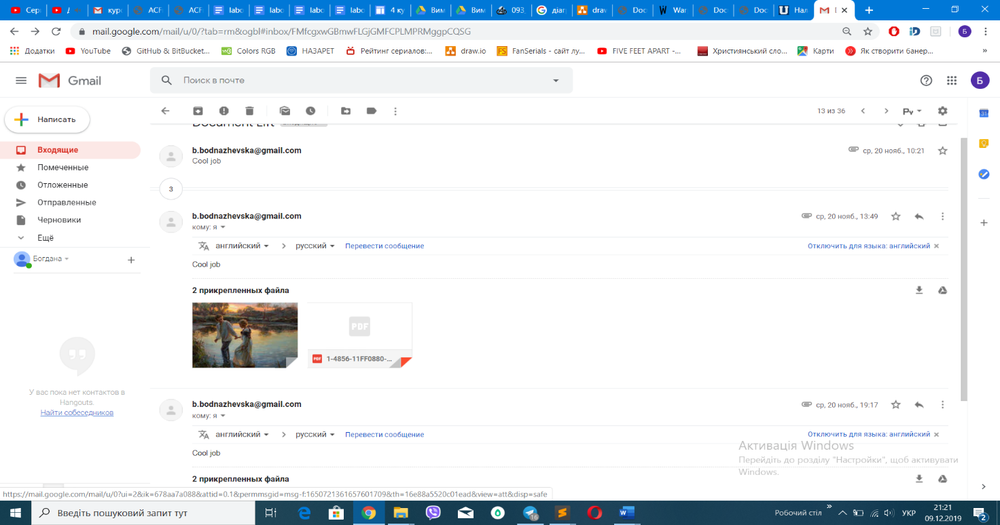 Сер
курс
ACF
ACF
labo
labo
labo
labo
4 ку
Вим
Вим
093_
діаг
draw
Doc
War
Doc
Doc
Нал
mail.google.com/mail/u/0/?tab=rm&ogbl#inbox/FMfcgxwGBmwFLGjGMFCPLMPRMggpCQSG
Б
Додатки
YouTube
GitHub & BitBucket...
Colors RGB
НАЗАРЕТ
Рейтинг сериалов:...
draw.io
FanSerials - сайт лу...
FIVE FEET APART -...
Християнський сло...
Карти
Як створити банер...
»
Gmail
Поиск в почте
Б
Написать
13 из 36
Ру
Document Lift
Входящие
b.bodnazhevska@gmail.com
ср, 20 нояб., 10:21
Помеченные
Cool job
Отложенные
3
Отправленные
b.bodnazhevska@gmail.com
ср, 20 нояб., 13:49
Черновики
кому: я
Ещё
английский > русский Перевести сообщение
Отключить для языка: английский ×
Богдана
Cool job
2 прикрепленных файла
PDF
PDF 1-4856-11FF0880-...
У вас пока нет контактов в
Hangouts.
Найти собеседников
b.bodnazhevska@gmail.com
ср, 20 нояб., 19:17
кому: я
английский > русский Перевести сообщение
Отключить для языка: английский ×
Cool job
Активація Windows
Перейдіть до розділу "Настройки", щоб активувати
Windows.
2 прикрепленных файла
https://mail.google.com/mail/u/0?ui=2&ik=678aa7a088&attid=0.1&permmsgid=msg-f:1650721361657601709&th=16e88a5520c01ead&view=att&disp=safe
Введіть пошуковий запит тут
16
Робочий стіл
»
УКР
21:21
09.12.2019
2